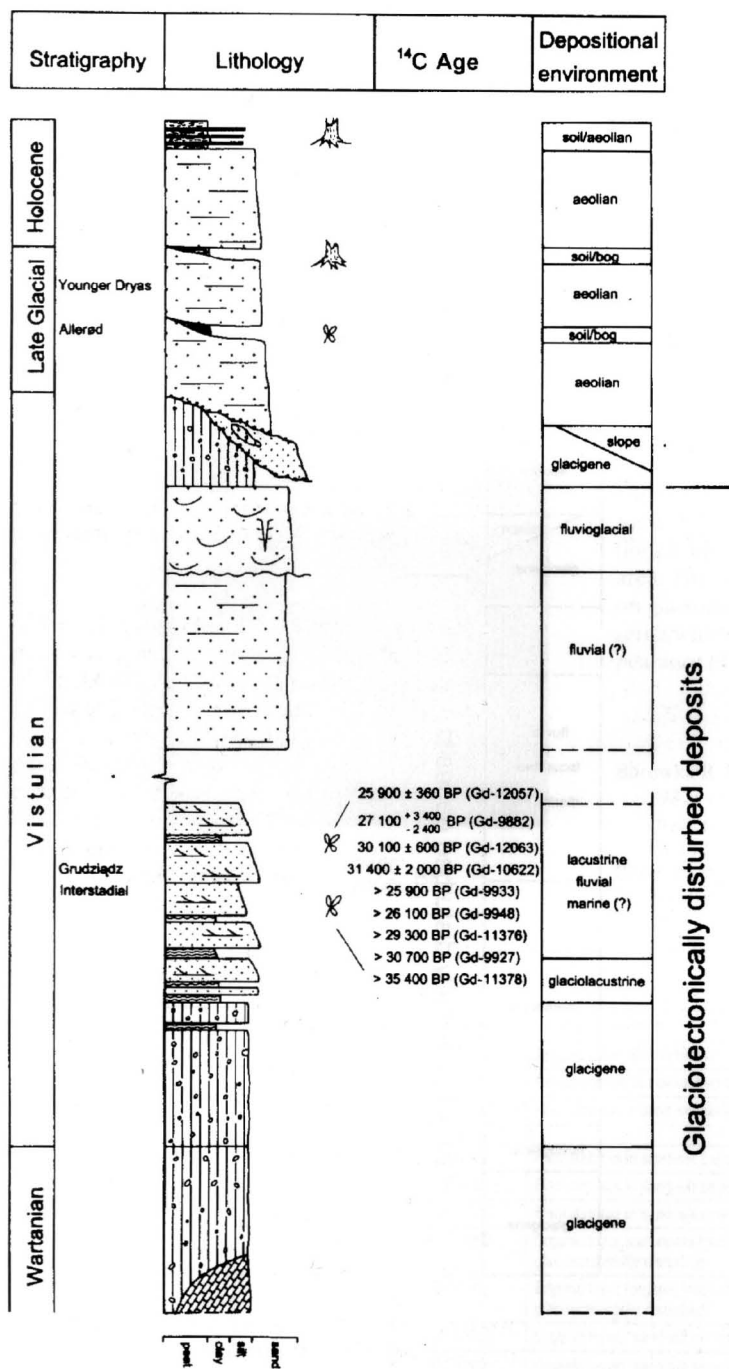 Stratigraphy
Lithology
¹⁴C Age
Depositional
environment
Holocene
soil/aeolian
aeolian
Late Glacial
soil/bog
Younger Dryas
aeolian
Allerød
soil/bog
aeolian
slope
glacigene
Vistulian
fluvioglacial
fluvial (?)
25 900 ± 360 BP (Gd-12057)
27 100 + 3 400 - 2 400 BP (Gd-9882)
30 100 ± 600 BP (Gd-12063)
31 400 ± 2 000 BP (Gd-10622)
> 25 900 BP (Gd-9933)
> 26 100 BP (Gd-9948)
> 29 300 BP (Gd-11376)
> 30 700 BP (Gd-9927)
> 35 400 BP (Gd-11378)
Grudziądz
Interstadial
lacustrine
fluvial
marine (?)
glaciolacustrine
glacigene
Wartanian
glacigene
Glaciotectonically disturbed deposits
peat
clay
silt
sand